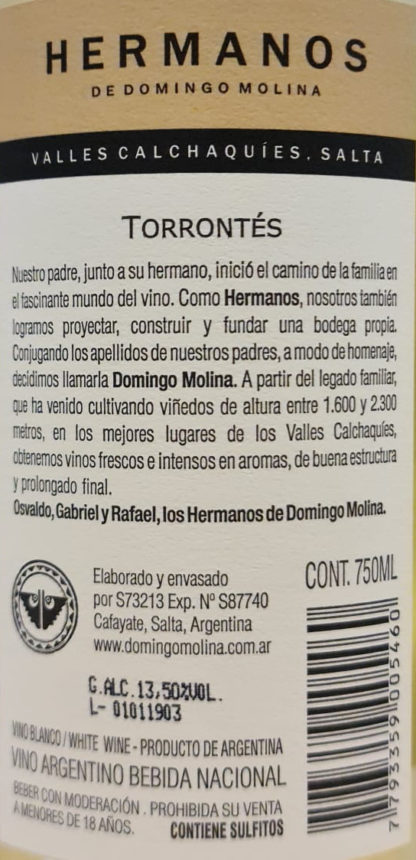 HERMANOS
DE DOMINGO MOLINA
VALLES CALCHAQUÍES, SALTA
TORRONTÉS
Nuestro padre, junto a su hermano, inició el camino de la familia en
el fascinante mundo del vino. Como Hermanos, nosotros también
logramos proyectar, construir y fundar una bodega propia.
Conjugando los apellidos de nuestros padres, a modo de homenaje,
decidimos llamarla Domingo Molina. A partir del legado familiar,
que ha venido cultivando viñedos de altura entre 1.600 y 2.300
metros, en los mejores lugares de los Valles Calchaquíes,
obtenemos vinos frescos e intensos en aromas, de buena estructura
y prolongado final.
Osvaldo, Gabriel y Rafael, los Hermanos de Domingo Molina.
Elaborado y envasado
por S73213 Exp. Nº S87740
Cafayate, Salta, Argentina
www.domingomolina.com.ar
CONT. 750ML
G.ALC.13,50%VOL.
L- 01011903
7 793359 005460
VINO BLANCO / WHITE WINE - PRODUCTO DE ARGENTINA
VINO ARGENTINO BEBIDA NACIONAL
BEBER CON MODERACIÓN . PROHIBIDA SU VENTA
A MENORES DE 18 AÑOS. CONTIENE SULFITOS